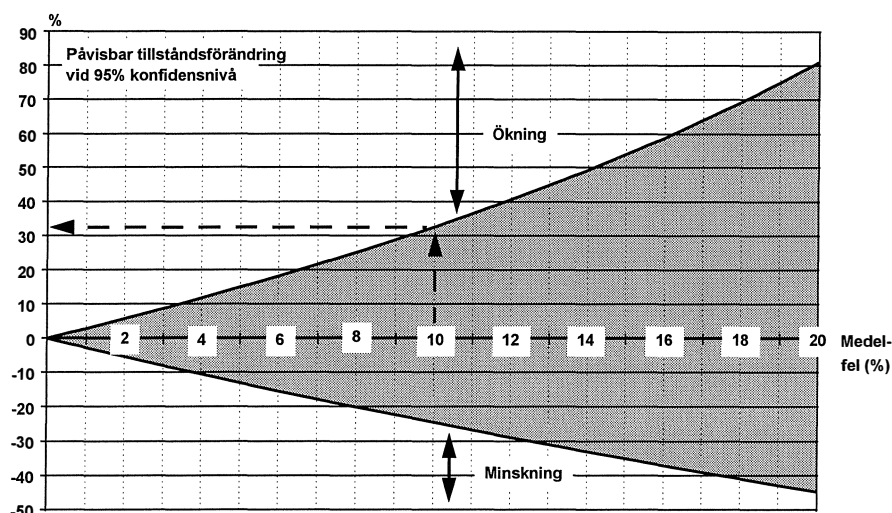 %
90
Påvisbar tillståndsförändring
80
vid 95% konfidensnivå
70
60
Ökning
50
40
30
20
10
0
2 4 6 8 10 12 14 16 18 20
Medel-
fel (%)
-10
-20
-30
-40
Minskning
-50